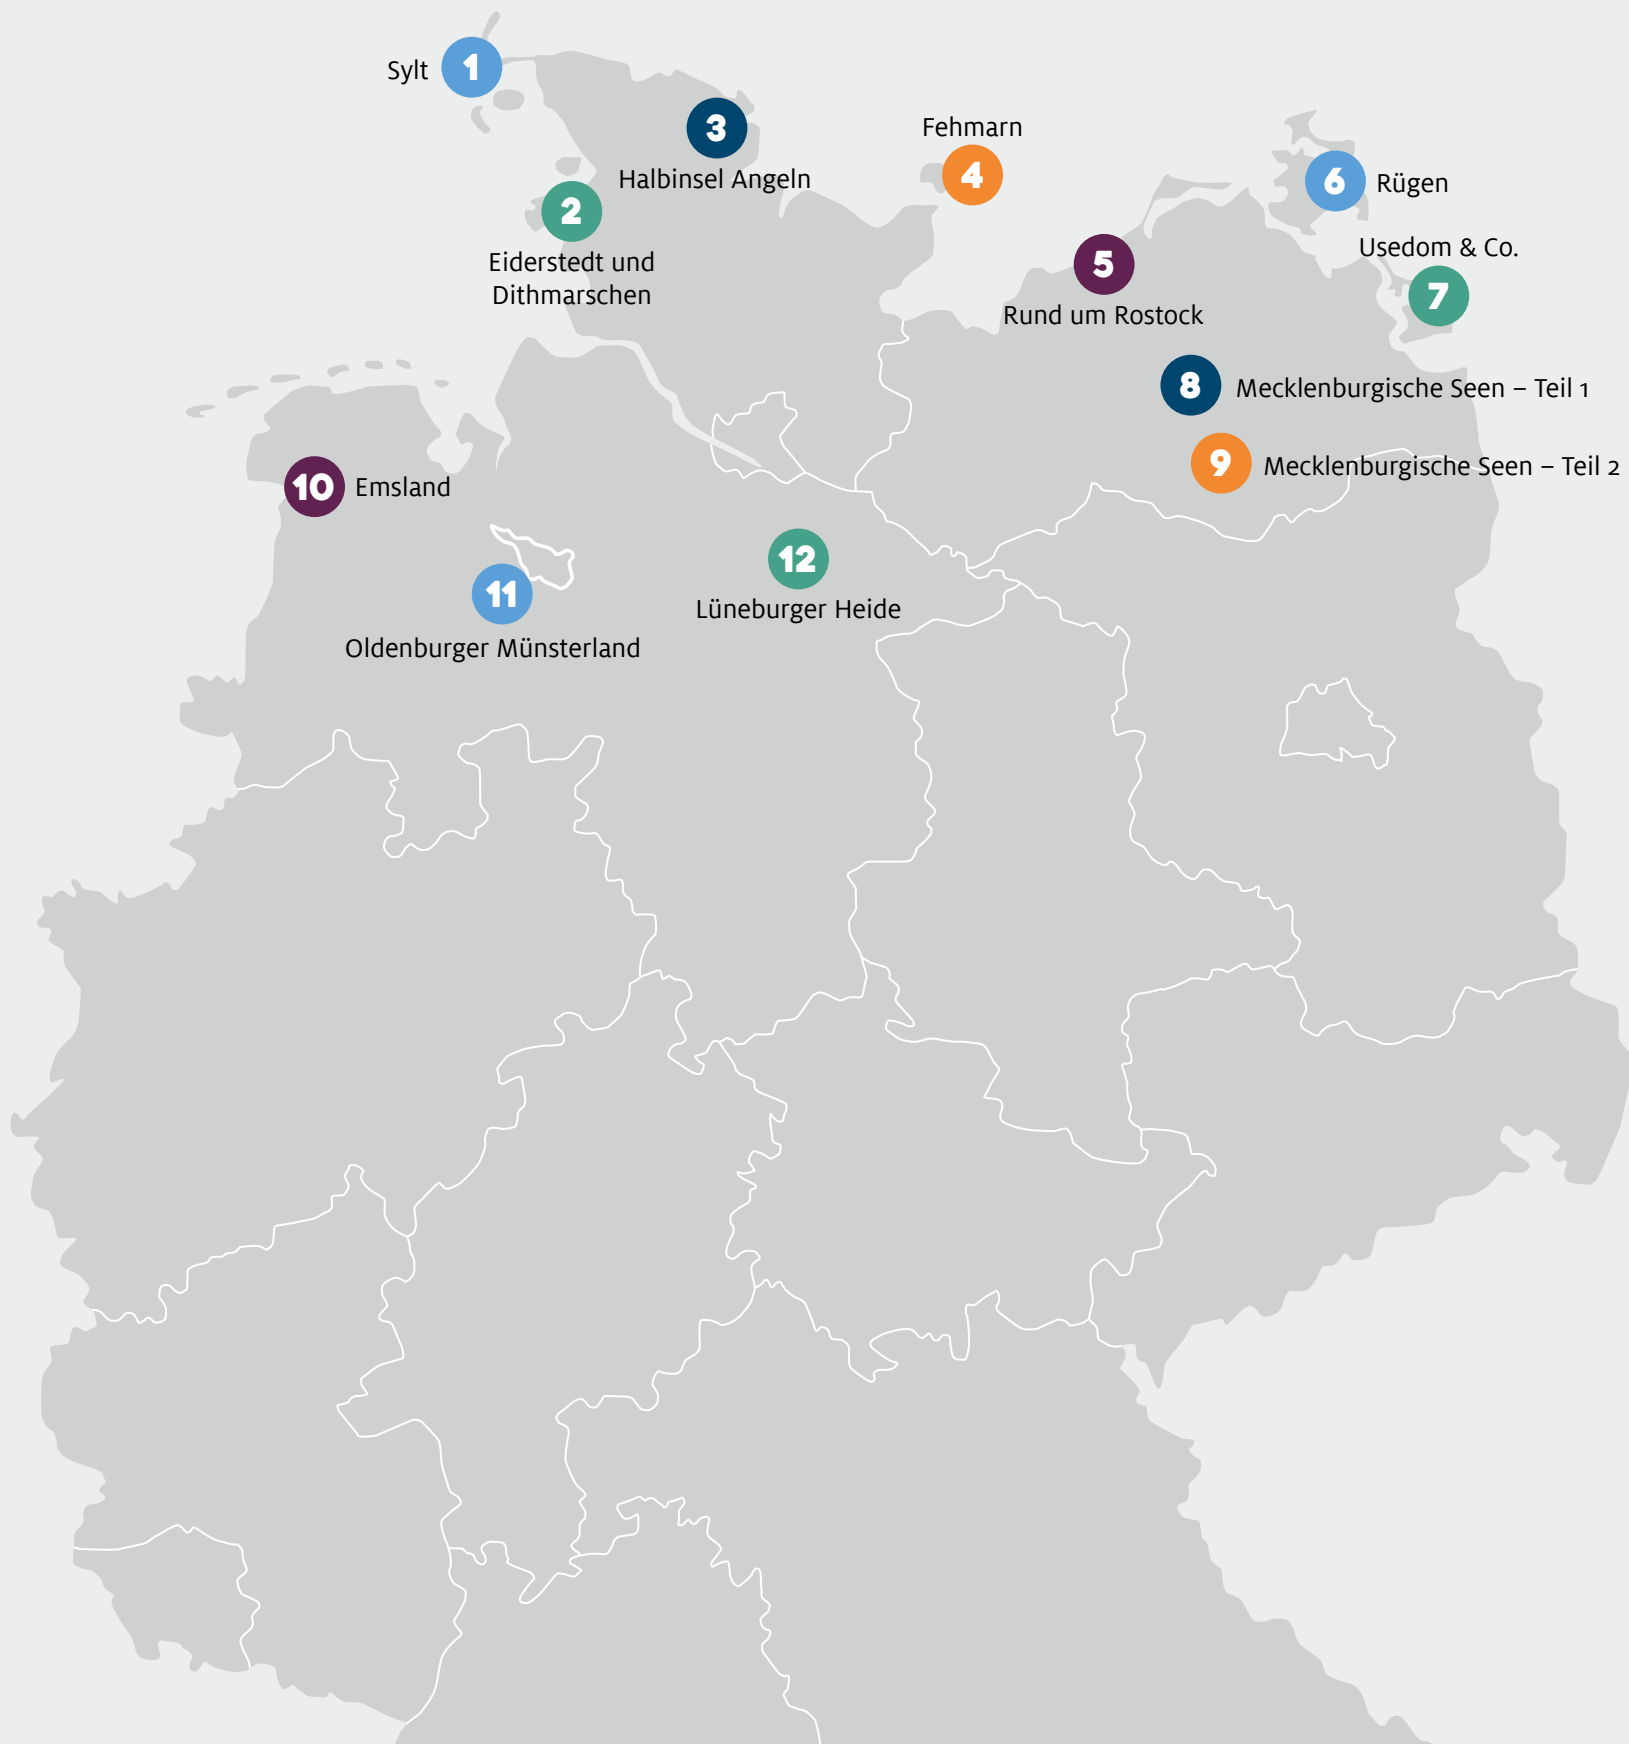 Sylt 1
3
Halbinsel Angeln
Fehmarn
4
2
Eiderstedt und
Dithmarschen
6 Rügen
5
Rund um Rostock
Usedom & Co.
7
8 Mecklenburgische Seen – Teil 1
9 Mecklenburgische Seen – Teil 2
10 Emsland
11
Oldenburger Münsterland
12
Lüneburger Heide